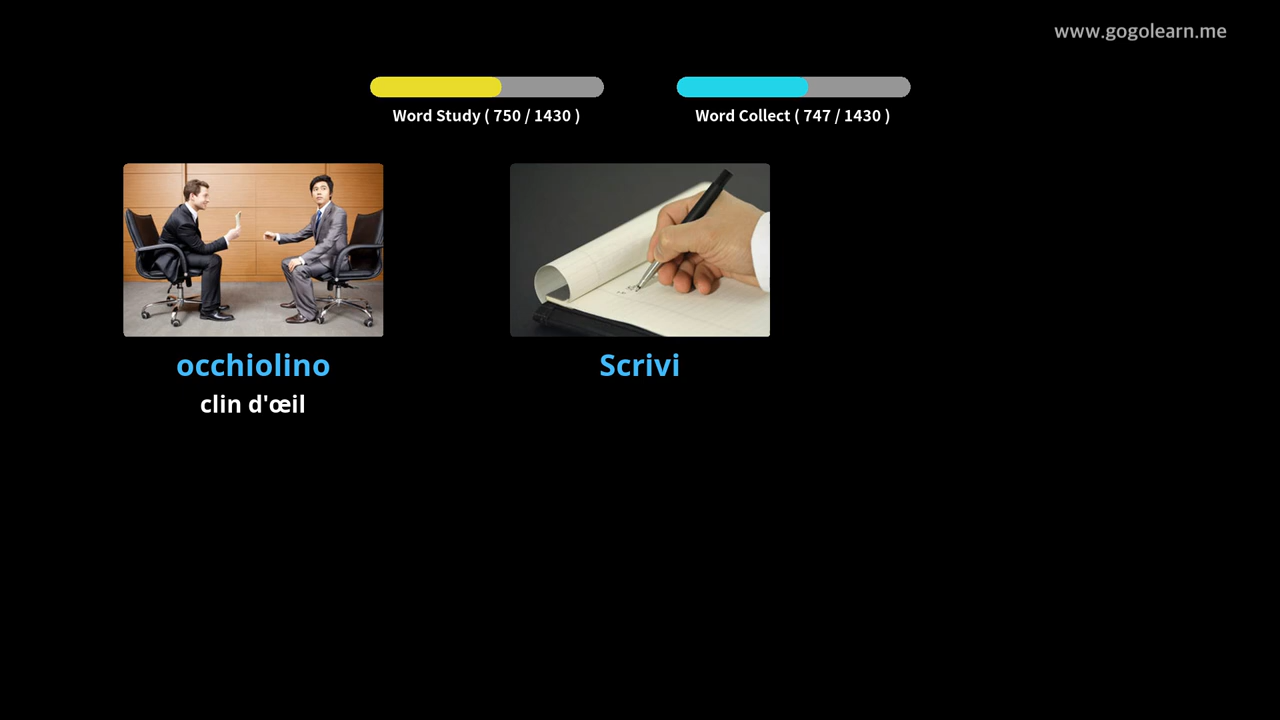 www.gogolearn.me
Word Study ( 750 / 1430 )
Word Collect ( 747 / 1430 )
occhiolino
clin d'œil
Scrivi